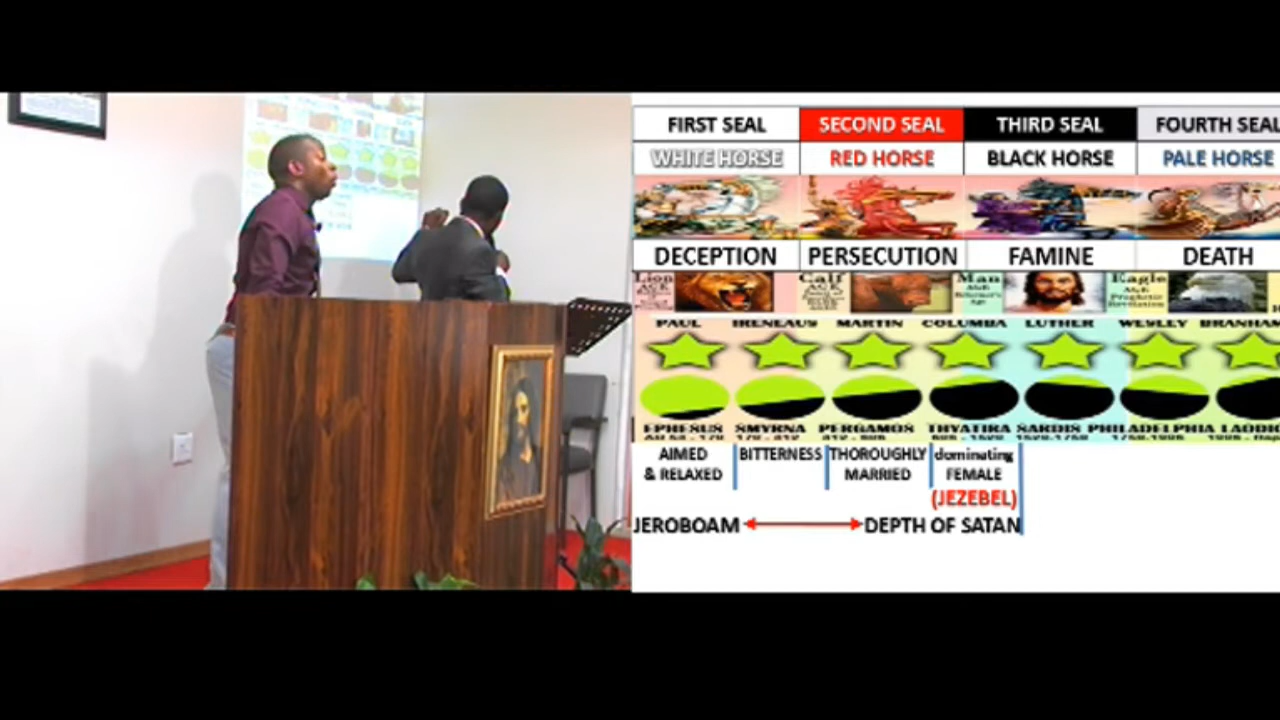 FIRST SEAL SECOND SEAL THIRD SEAL FOURTH SEAL
WHITE HORSE RED HORSE BLACK HORSE PALE HORSE
DECEPTION PERSECUTION FAMINE DEATH
Lion Calf Man Eagle
PAUL IRENEAUS MARTIN COLUMBA LUTHER WESLEY BRANHAM
EPHESUS SMYRNA PERGAMOS THYATIRA SARDIS PHILADELPHIA LAODIC
AIMED BITTERNESS THOROUGHLY dominating
& RELAXED MARRIED FEMALE
(JEZEBEL)
JEROBOAM DEPTH OF SATAN